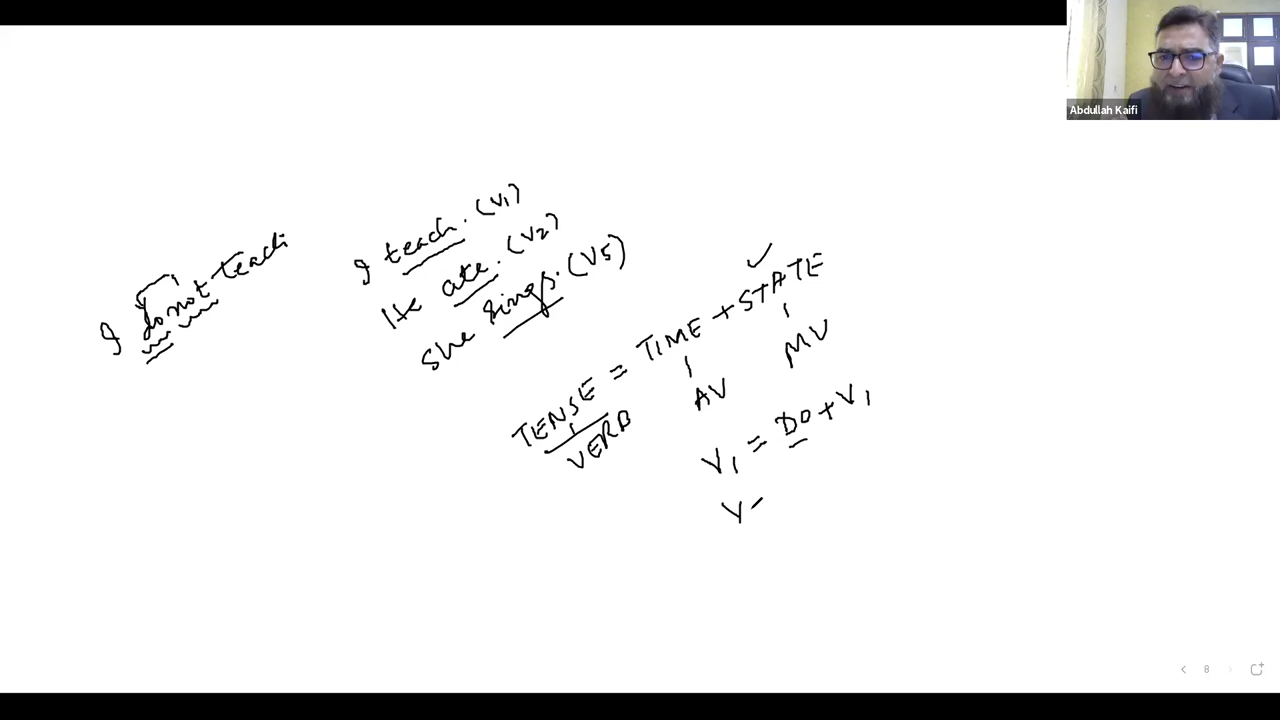 Abdullah Kaifi
I do not teach
I teach. (V1)
He ate. (V2)
She sings. (V5)
TENSE = TIME + STATE
VERB
AV
MV
V1 = DO + V1
V-
8